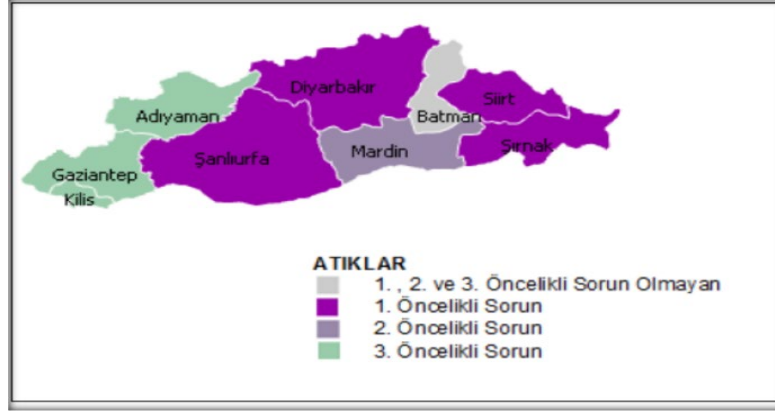 Diyarbakır
Siirt
Adıyaman
Batman
Şırnak
Mardin
Şanlıurfa
Gaziantep
Kilis
ATIKLAR
1. , 2. ve 3. Öncelikli Sorun Olmayan
1. Öncelikli Sorun
2. Öncelikli Sorun
3. Öncelikli Sorun